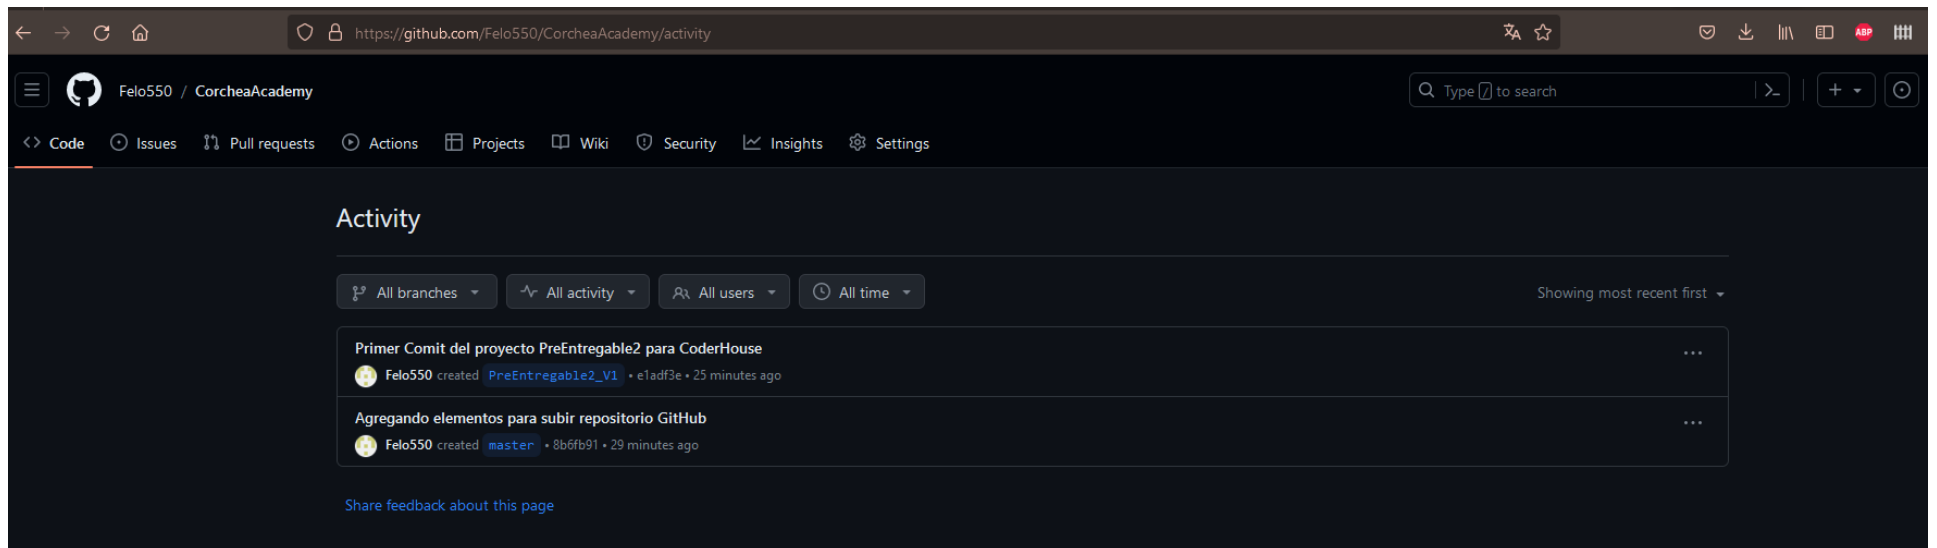 https://github.com/Felo550/CorcheaAcademy/activity
ABP
Felo550 / CorcheaAcademy
Type / to search
Code Issues Pull requests Actions Projects Wiki Security Insights Settings
Activity
All branches All activity All users All time Showing most recent first
Primer Comit del proyecto PreEntregable2 para CoderHouse
Felo550 created PreEntregable2_V1 • e1adf3e • 25 minutes ago
Agregando elementos para subir repositorio GitHub
Felo550 created master • 8b6fb91 • 29 minutes ago
Share feedback about this page